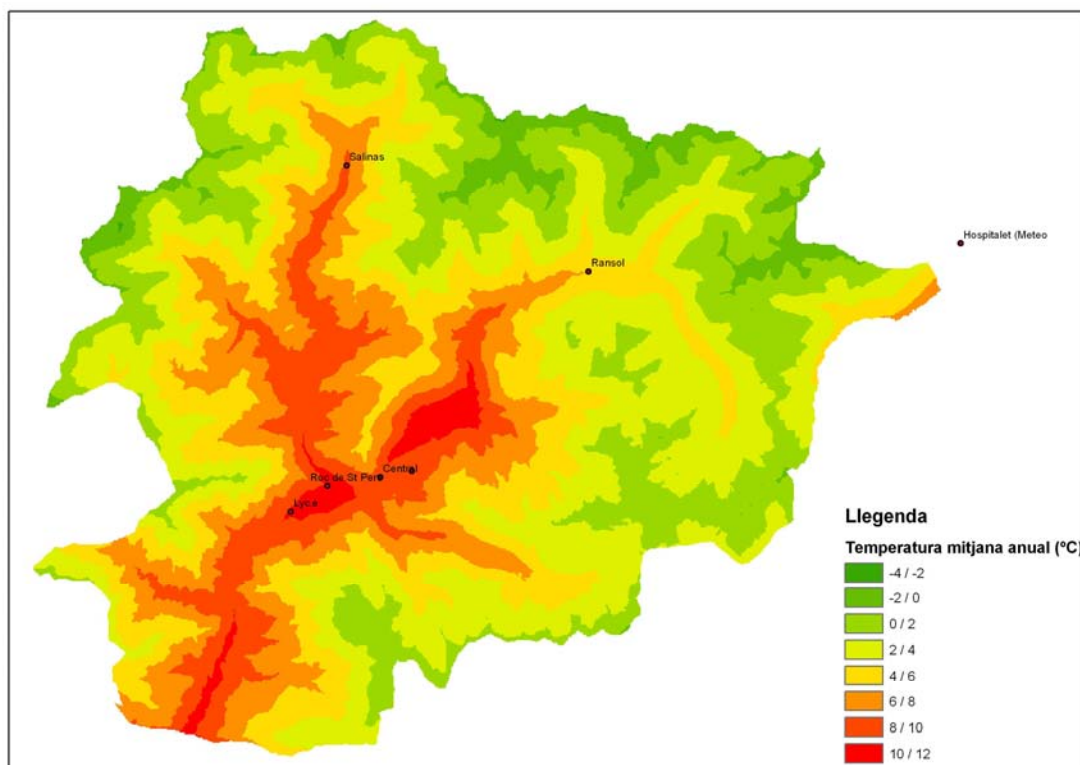 Salinas
Hospitalet (Meteo
Ransol
Central
Roc de St Pere
Lyca
Llegenda
Temperatura mitjana anual (ºC)
-4 / -2
-2 / 0
0 / 2
2 / 4
4 / 6
6 / 8
8 / 10
10 / 12